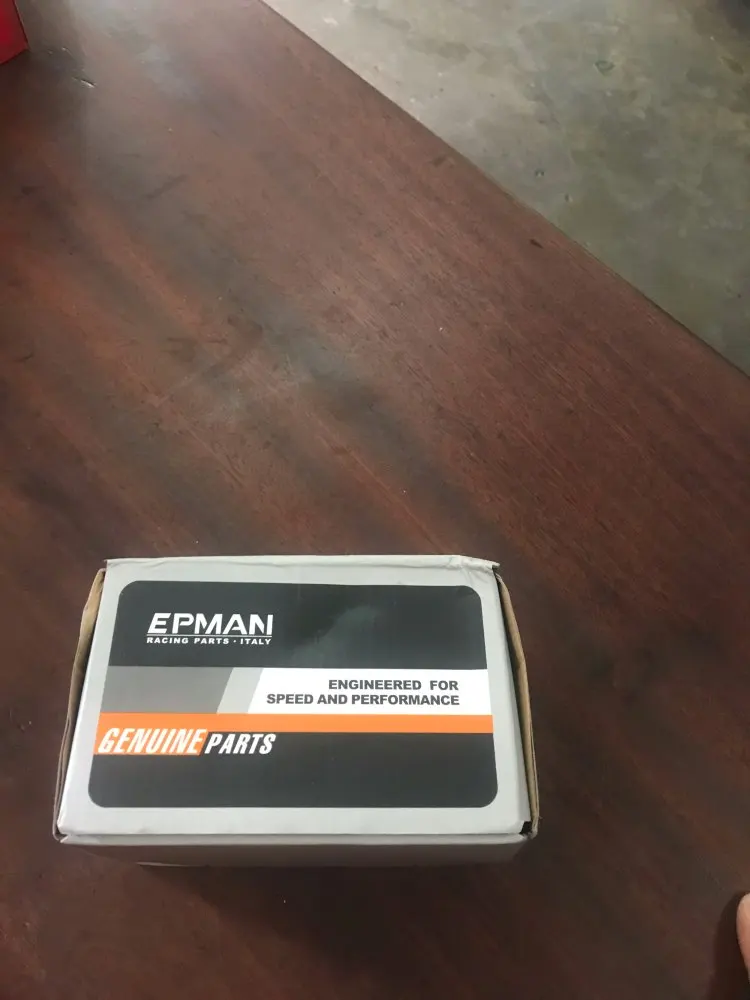 EPMAN
RACING PARTS · ITALY
ENGINEERED FOR
SPEED AND PERFORMANCE
GENUINE PARTS